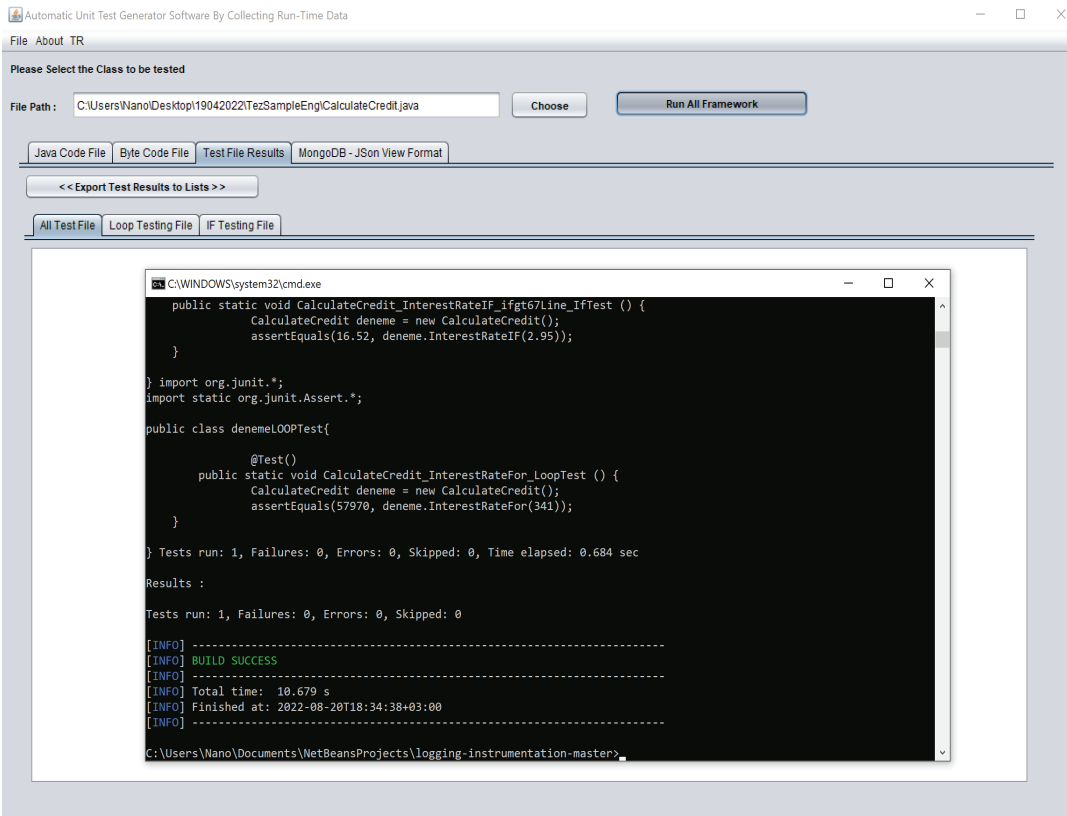 Automatic Unit Test Generator Software By Collecting Run-Time Data
File About TR
Please Select the Class to be tested
File Path : C:\Users\Nano\Desktop\19042022\TezSampleEng\CalculateCredit.java Choose Run All Framework
Java Code File Byte Code File Test File Results MongoDB - JSon View Format
<< Export Test Results to Lists >>
All Test File Loop Testing File IF Testing File
C:\WINDOWS\system32\cmd.exe
public static void CalculateCredit_InterestRateIF_ifgt67Line_IfTest () {
CalculateCredit deneme = new CalculateCredit();
assertEquals(16.52, deneme.InterestRateIF(2.95));
}
} import org.junit.*;
import static org.junit.Assert.*;
public class denemeLOOPTest{
@Test()
public static void CalculateCredit_InterestRateFor_LoopTest () {
CalculateCredit deneme = new CalculateCredit();
assertEquals(57970, deneme.InterestRateFor(341));
}
} Tests run: 1, Failures: 0, Errors: 0, Skipped: 0, Time elapsed: 0.684 sec
Results :
Tests run: 1, Failures: 0, Errors: 0, Skipped: 0
[INFO] ------------------------------------------------------------------------
[INFO] BUILD SUCCESS
[INFO] ------------------------------------------------------------------------
[INFO] Total time: 10.679 s
[INFO] Finished at: 2022-08-20T18:34:38+03:00
[INFO] ------------------------------------------------------------------------
C:\Users\Nano\Documents\NetBeansProjects\logging-instrumentation-master>